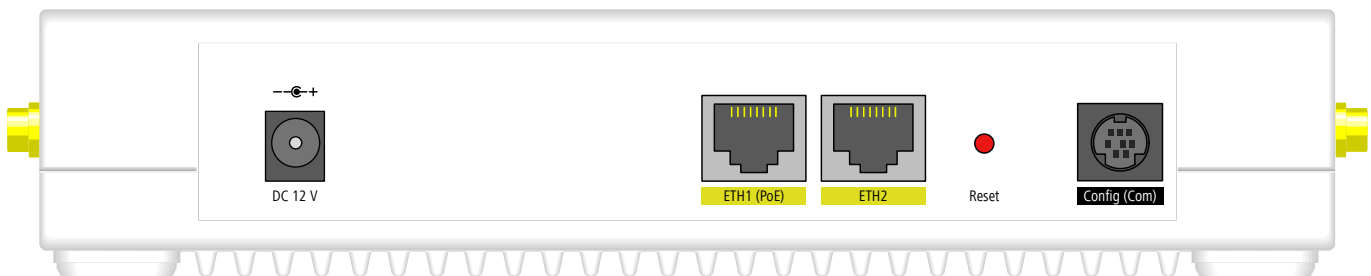 DC 12 V
ETH1 (PoE)
ETH2
Reset
Config (Com)